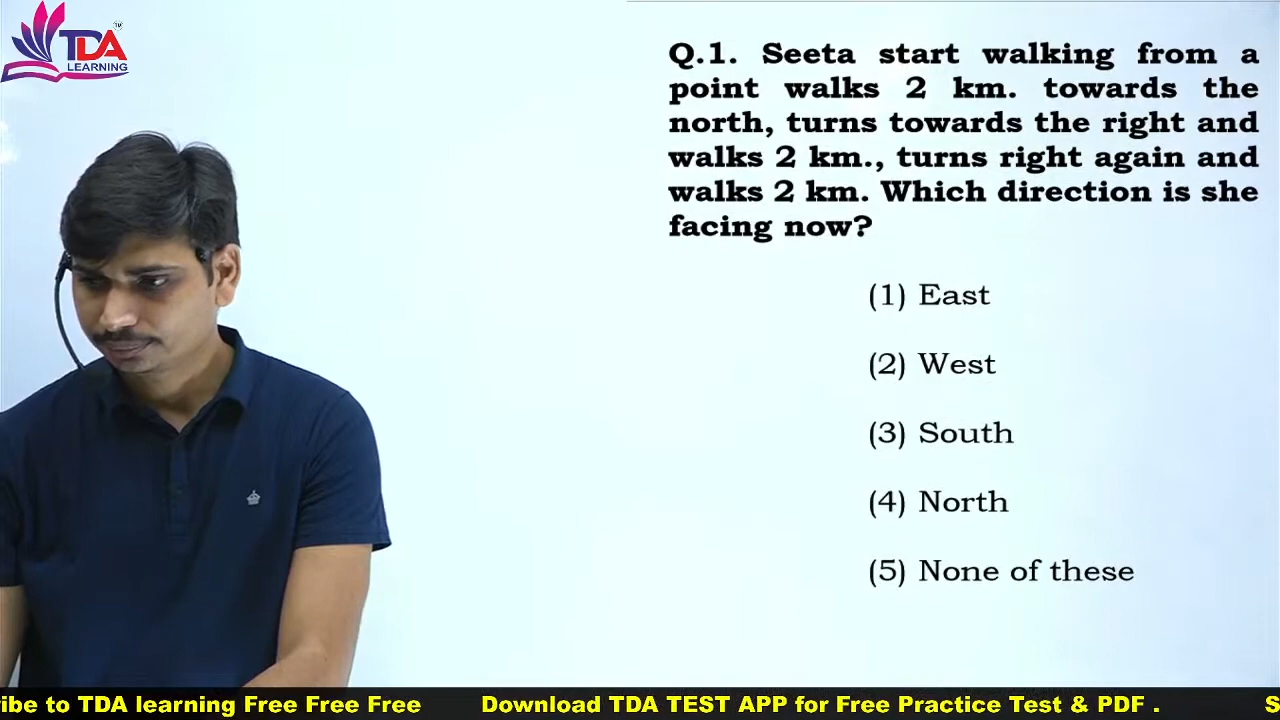 TDA
LEARNING
Q.1. Seeta start walking from a
point walks 2 km. towards the
north, turns towards the right and
walks 2 km., turns right again and
walks 2 km. Which direction is she
facing now?
(1) East
(2) West
(3) South
(4) North
(5) None of these
ibe to TDA learning Free Free Free Download TDA TEST APP for Free Practice Test & PDF . S